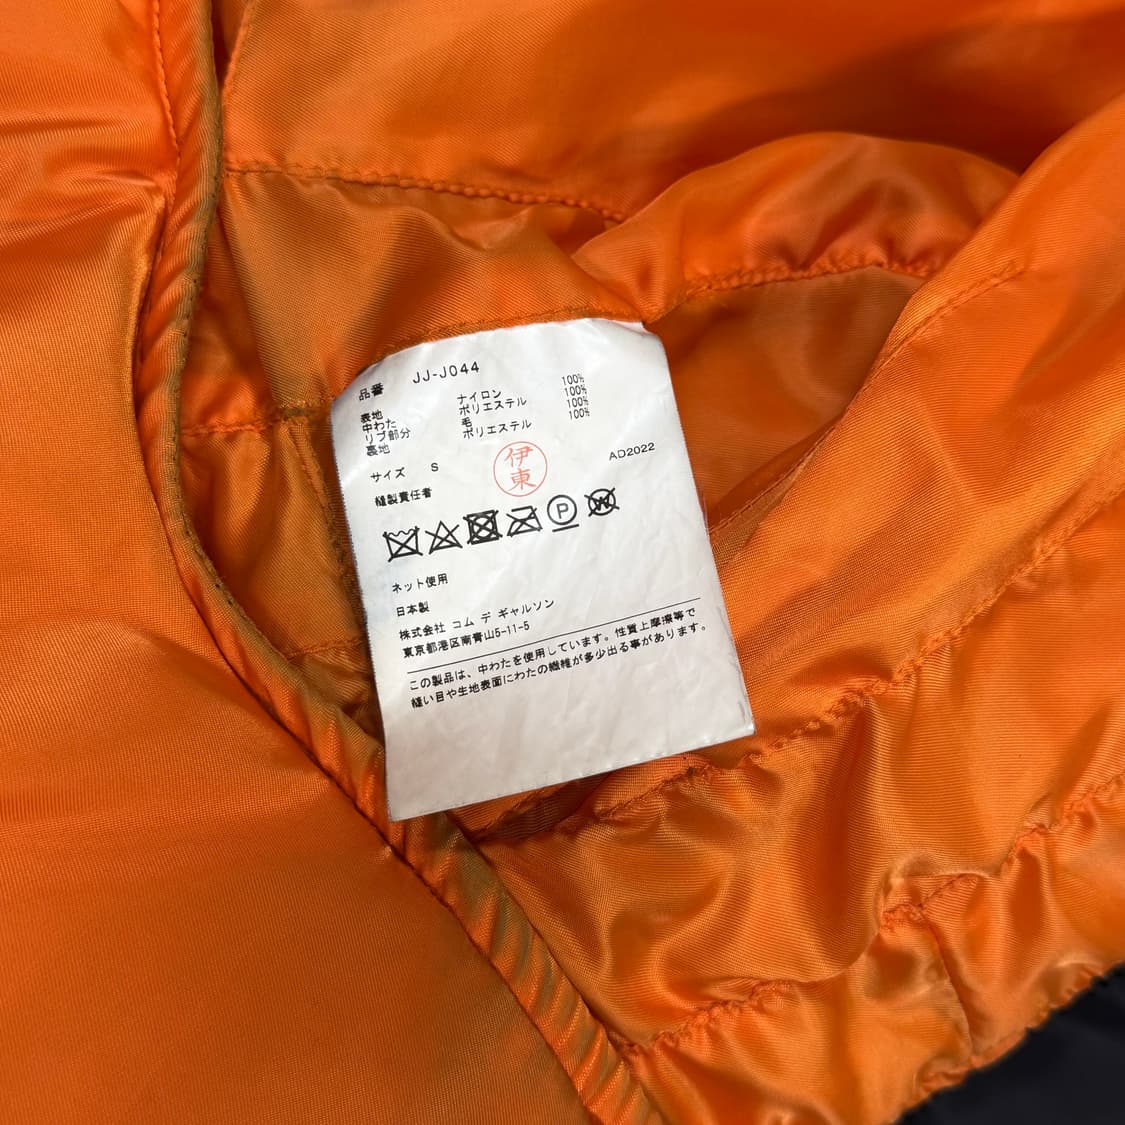 品番 JJ-J044
表地 ナイロン 100%
中わた ポリエステル 100%
リブ部分 毛 100%
裏地 ポリエステル 100%
サイズ S
伊東
AD2022
縫製責任者
P
W
ネット使用
日本製
株式会社 コム デ ギャルソン
東京都港区南青山5-11-5
この製品は、中わたを使用しています。性質上摩擦等で
縫い目や生地表面にわたの繊維が多少出る事があります。